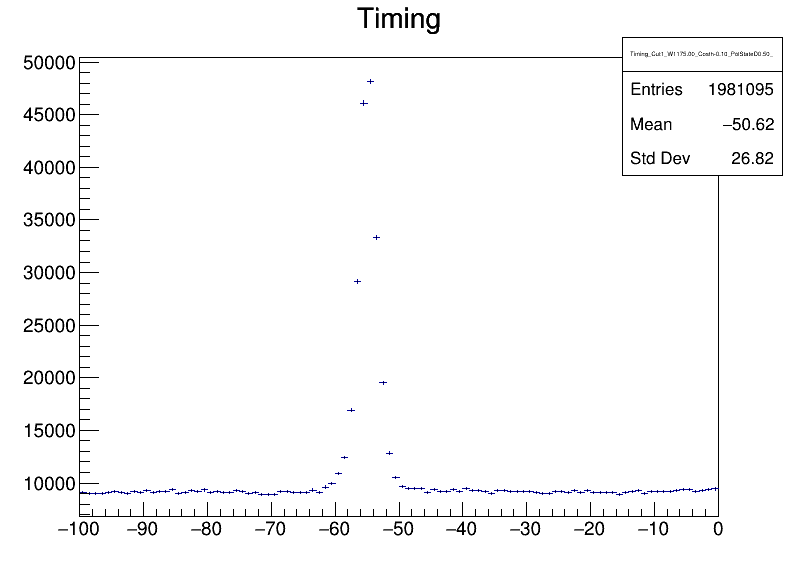 Timing
Timing_Cut1_W1175.00_Costh-0.10_PolStateD0.50_
Entries 1981095
Mean −50.62
Std Dev 26.82
50000
45000
40000
35000
30000
25000
20000
15000
10000
−100 −90 −80 −70 −60 −50 −40 −30 −20 −10 0